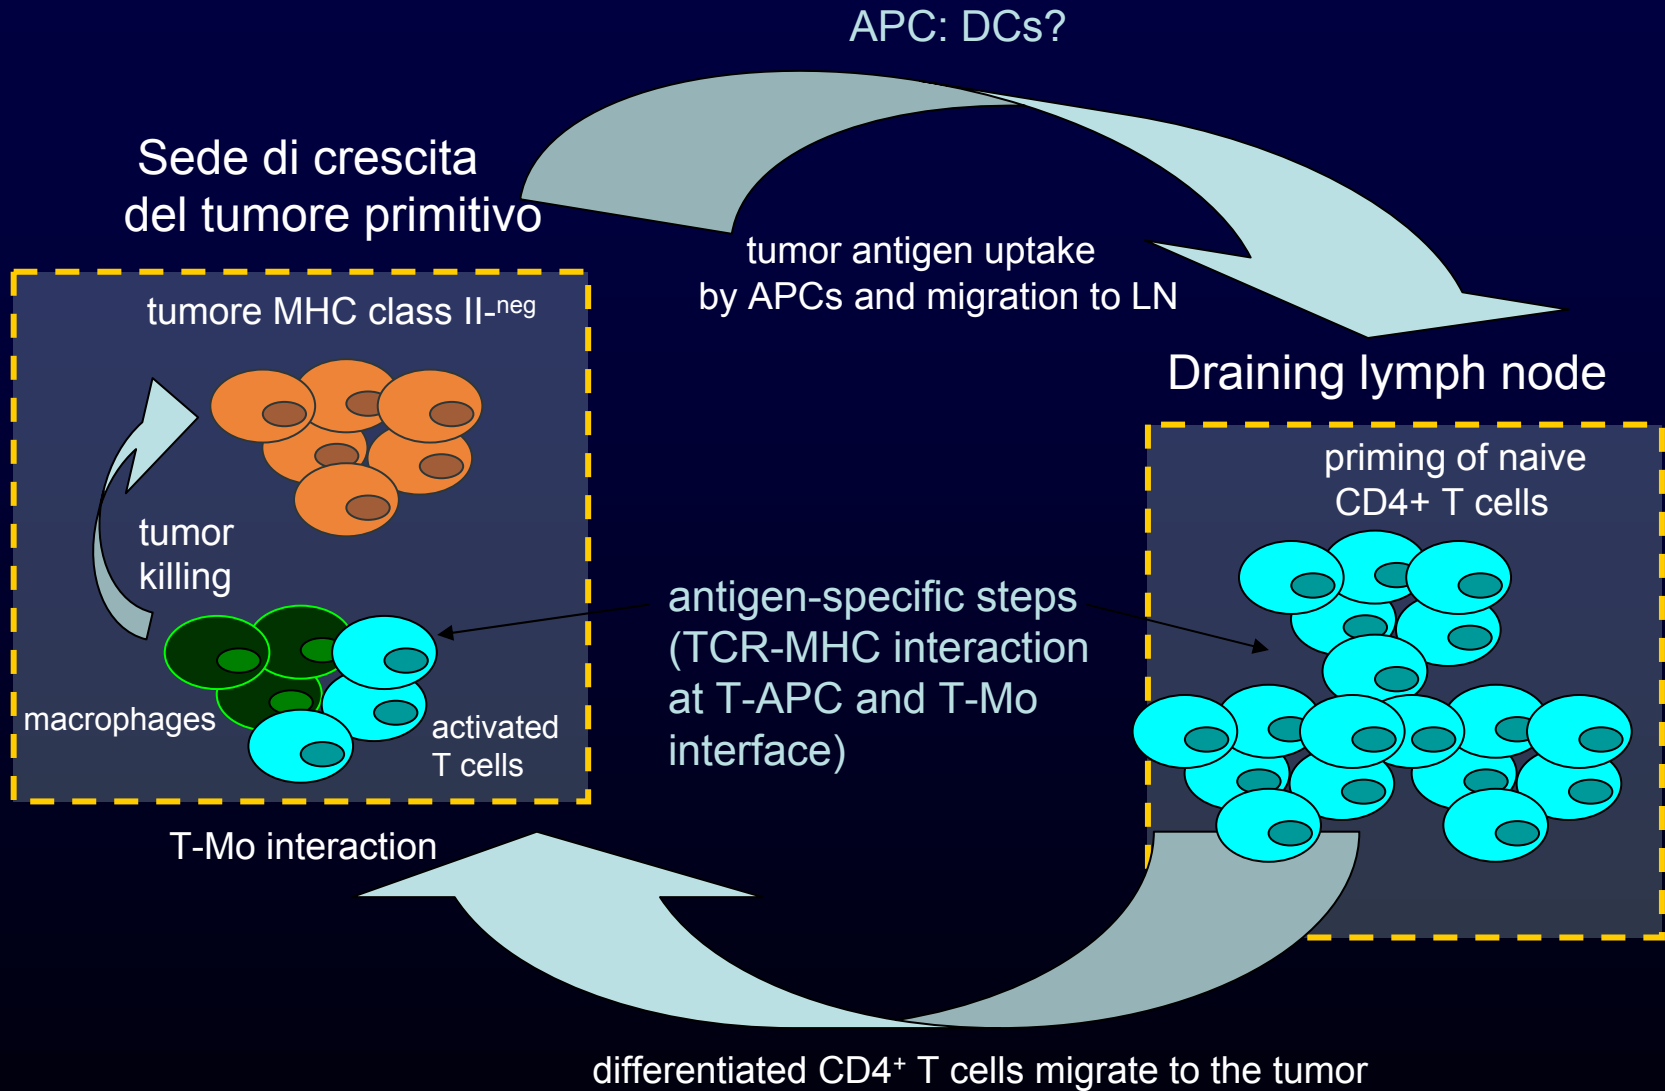 APC: DCs?
Sede di crescita
del tumore primitivo
tumor antigen uptake
by APCs and migration to LN
tumore MHC class II-neg
Draining lymph node
priming of naive
CD4+ T cells
tumor
killing
antigen-specific steps
(TCR-MHC interaction
at T-APC and T-Mo
interface)
macrophages
activated
T cells
T-Mo interaction
differentiated CD4+ T cells migrate to the tumor